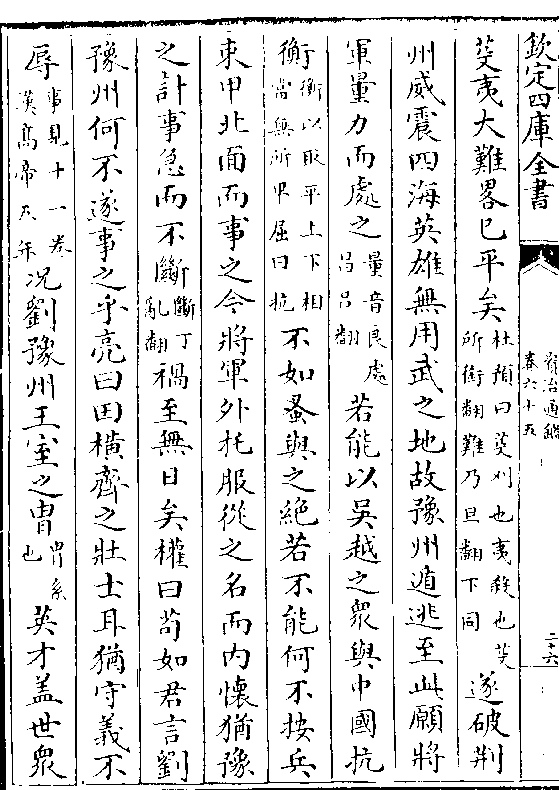 欽定四庫全書
資治通鑑
卷六十五
二十六
芟夷大難畧已平矣杜預曰芟刈也夷殺也芟所銜翻難乃旦翻下同遂破荆
州威震四海英雄無用武之地故豫州遁逃至此願將
軍量力而處之量音良處昌呂翻若能以吳越之衆與中國抗
衡衡以取平上下相當無所卑屈曰抗衡不如蚤與之絶若不能何不按兵
束甲北面而事之今將軍外托服從之名而内懷猶豫
之計事急而不斷斷丁亂翻禍至無日矣權曰苟如君言劉
豫州何不遂事之乎亮曰田橫齊之壯士耳猶守義不
辱事見十一卷漢高帝五年况劉豫州王室之胄胄系也英才盖世衆